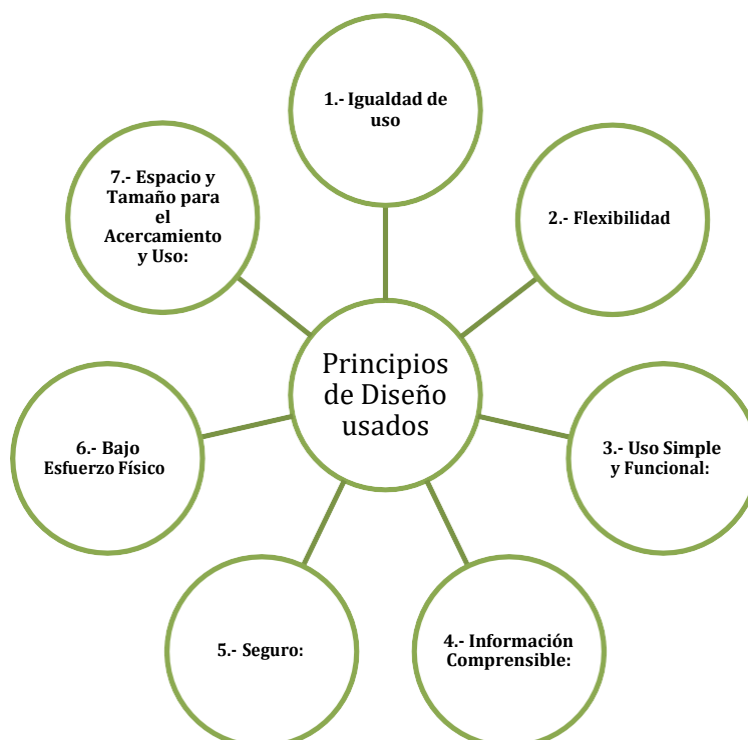 Principios
de Diseño
usados
1.- Igualdad de
uso
2.- Flexibilidad
3.- Uso Simple
y Funcional:
4.- Información
Comprensible:
5.- Seguro:
6.- Bajo
Esfuerzo Físico
7.- Espacio y
Tamaño para
el
Acercamiento
y Uso: